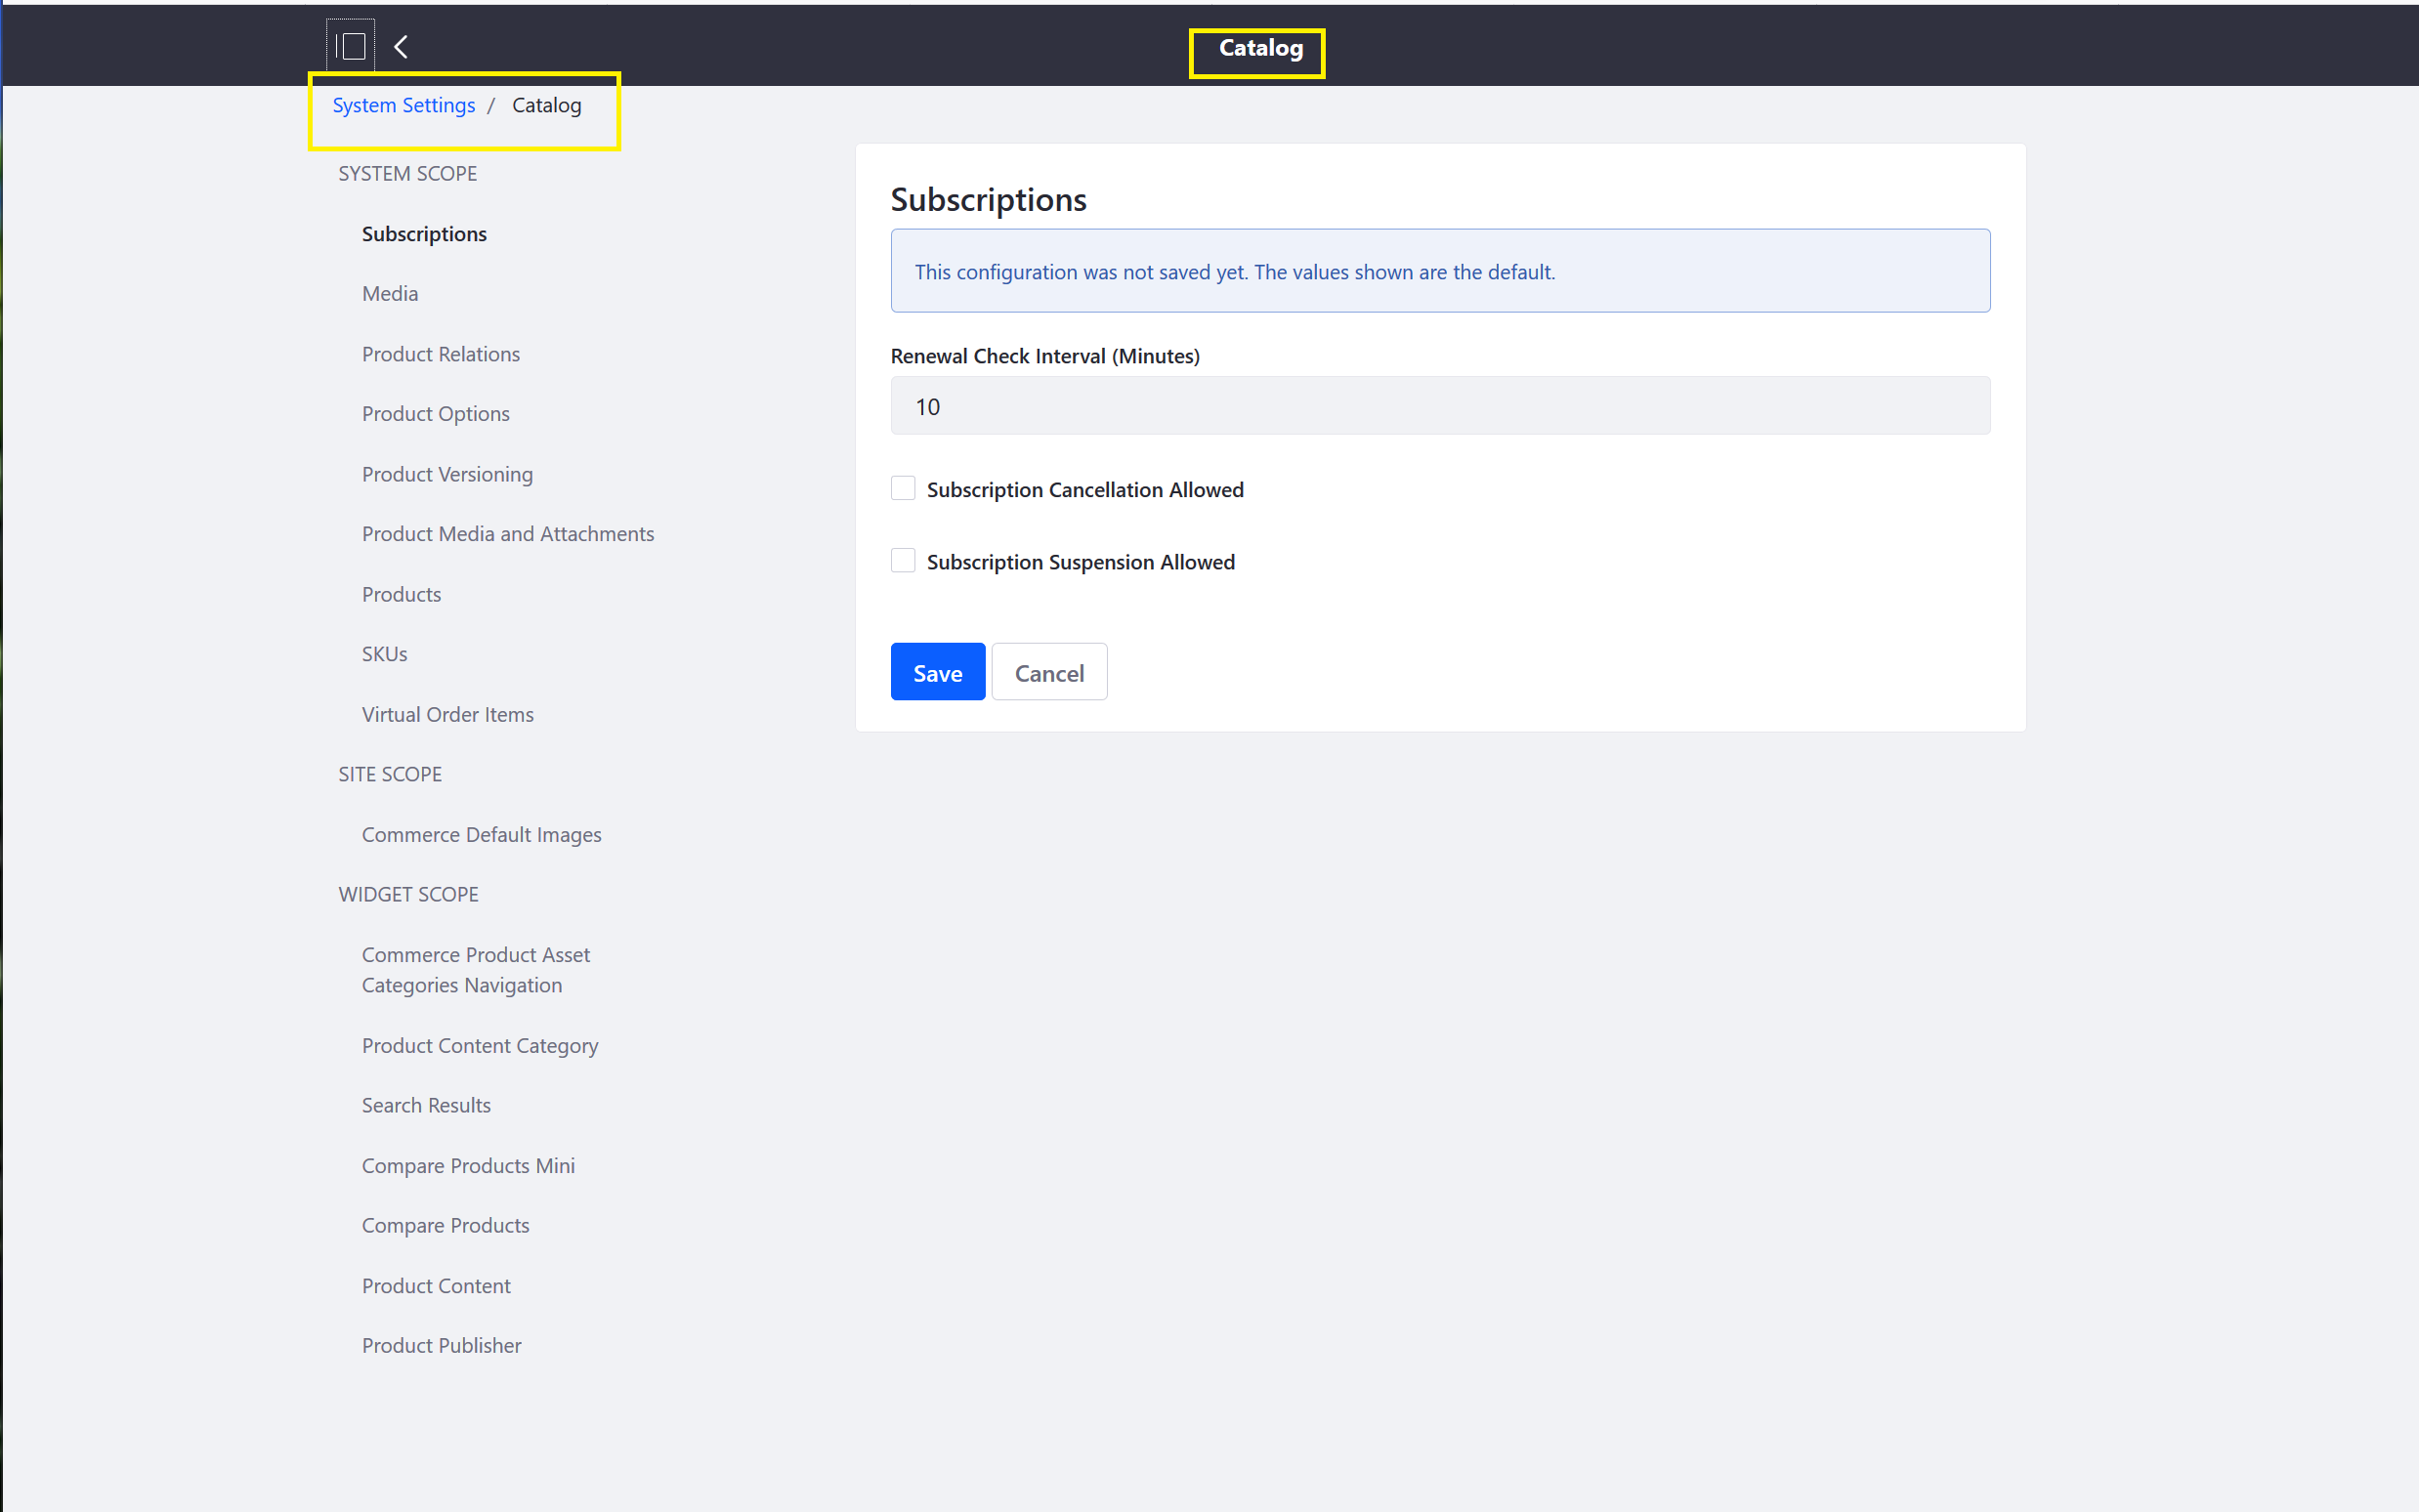 Catalog
System Settings / Catalog
SYSTEM SCOPE
Subscriptions
Media
Product Relations
Product Options
Product Versioning
Product Media and Attachments
Products
SKUs
Virtual Order Items
SITE SCOPE
Commerce Default Images
WIDGET SCOPE
Commerce Product Asset
Categories Navigation
Product Content Category
Search Results
Compare Products Mini
Compare Products
Product Content
Product Publisher
Subscriptions
This configuration was not saved yet. The values shown are the default.
Renewal Check Interval (Minutes)
10
Subscription Cancellation Allowed
Subscription Suspension Allowed
Save Cancel